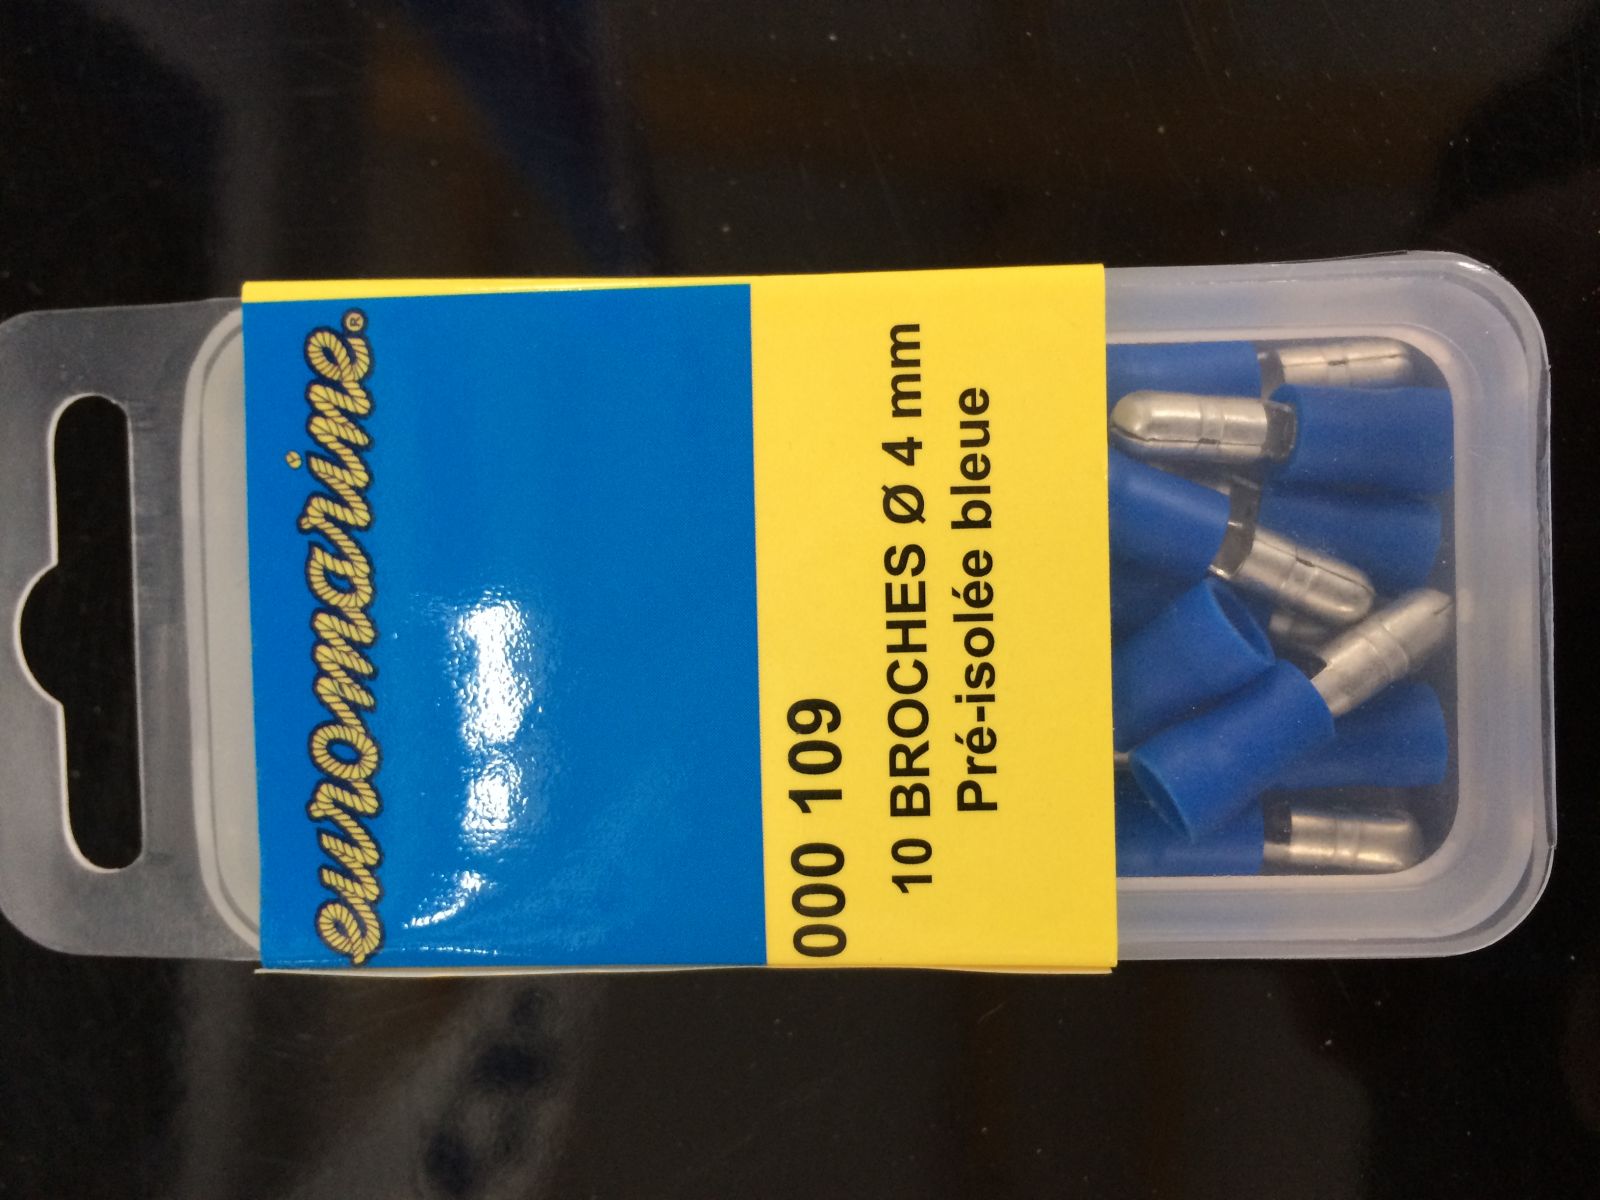 euromarine®
000 109
10 BROCHES Ø 4 mm
Pré-isolée bleue